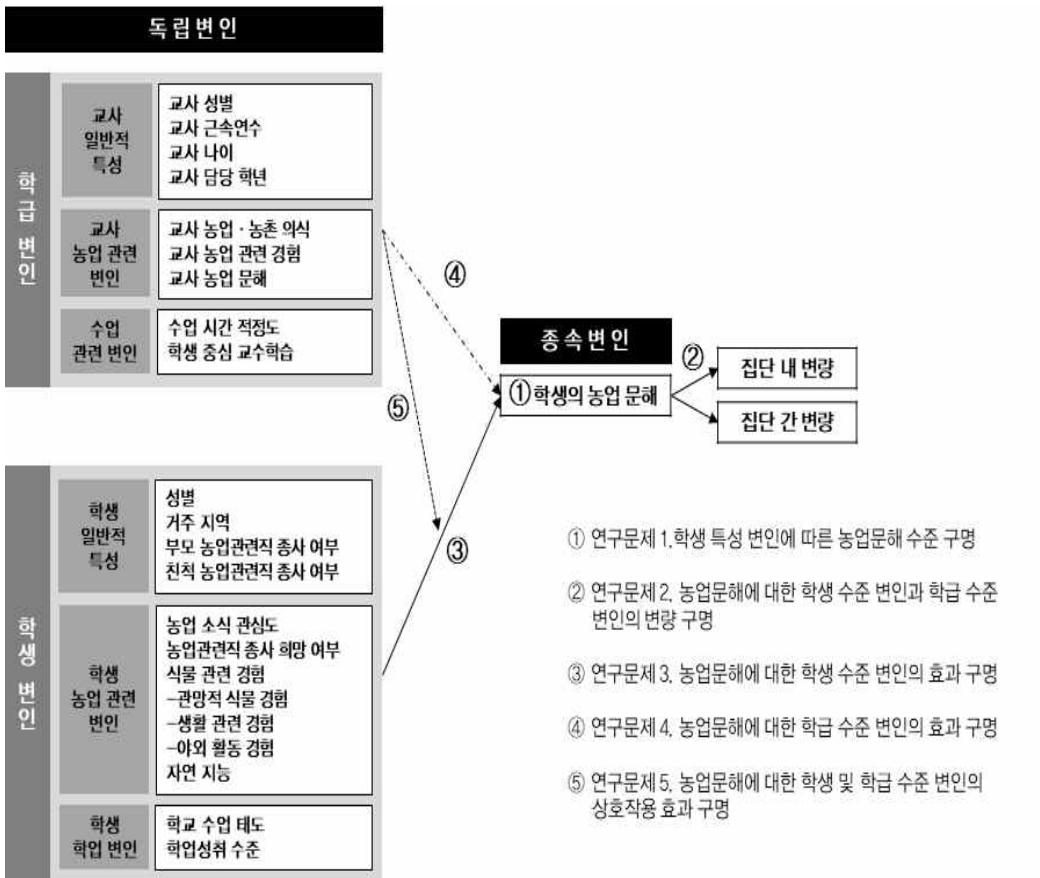 독립변인
학급 변인
교사
일반적
특성
교사 성별
교사 근속연수
교사 나이
교사 담당 학년
교사
농업 관련
변인
교사 농업·농촌 의식
교사 농업 관련 경험
교사 농업 문해
수업
관련 변인
수업 시간 적정도
학생 중심 교수학습
④
⑤
③
종속변인
①학생의 농업 문해
②
집단 내 변량
집단 간 변량
학생 변인
학생
일반적
특성
성별
거주 지역
부모 농업관련직 종사 여부
친척 농업관련직 종사 여부
학생
농업 관련
변인
농업 소식 관심도
농업관련직 종사 희망 여부
식물 관련 경험
-관망적 식물 경험
-생활 관련 경험
-야외 활동 경험
자연 지능
학생
학업 변인
학교 수업 태도
학업성취 수준
① 연구문제 1.학생 특성 변인에 따른 농업문해 수준 구명
② 연구문제 2. 농업문해에 대한 학생 수준 변인과 학급 수준
변인의 변량 구명
③ 연구문제 3. 농업문해에 대한 학생 수준 변인의 효과 구명
④ 연구문제 4. 농업문해에 대한 학급 수준 변인의 효과 구명
⑤ 연구문제 5. 농업문해에 대한 학생 및 학급 수준 변인의
상호작용 효과 구명